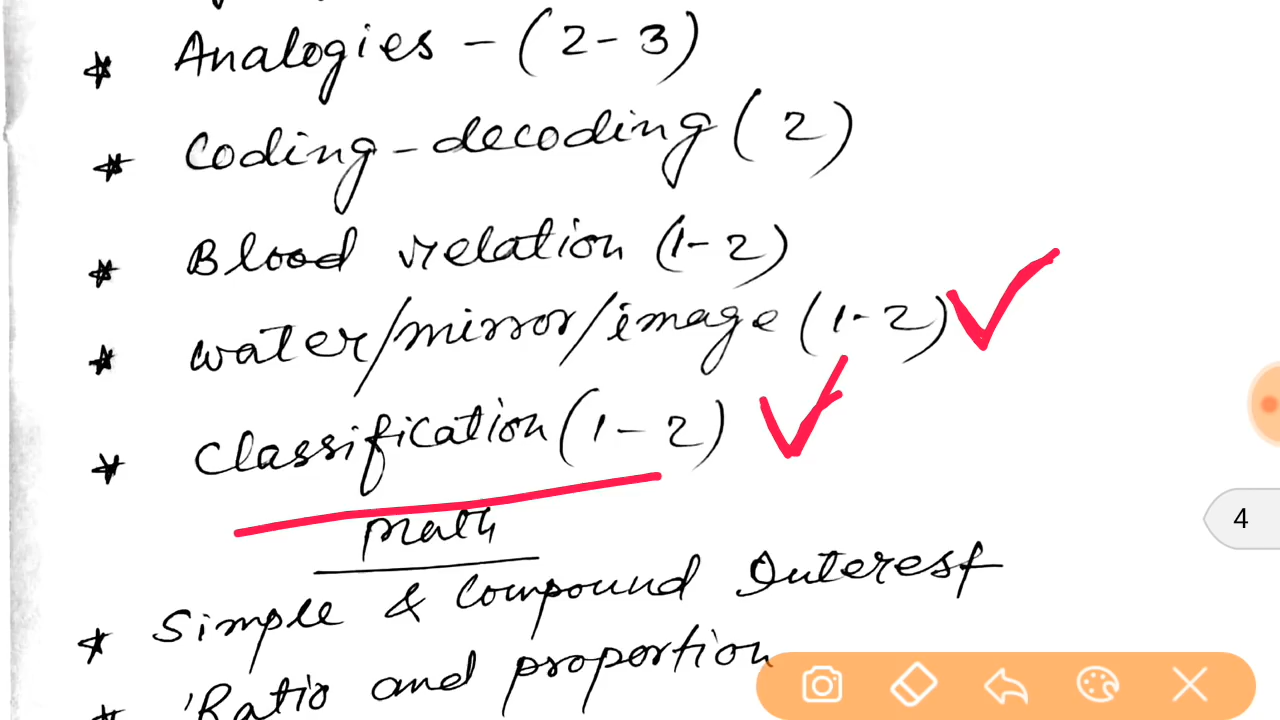 * Analogies - (2-3)
* Coding-decoding (2)
* Blood relation (1-2)
* water/mirror/image (1-2)
* Classification (1-2)
Math
* Simple & Compound Interest
* Ratio and proportion
4